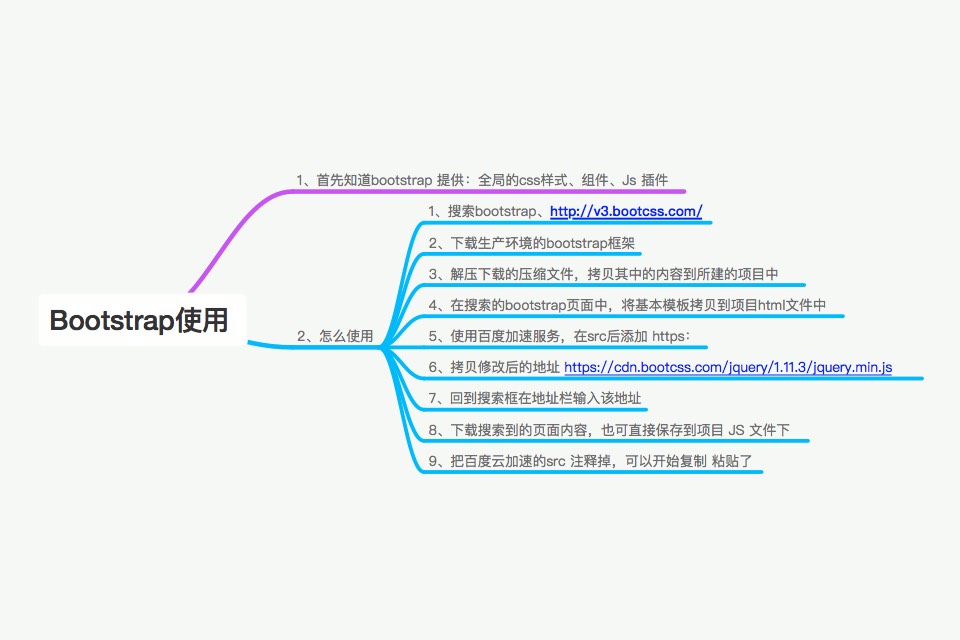 Bootstrap使用
1、首先知道bootstrap 提供：全局的css样式、组件、Js 插件
2、怎么使用
1、搜索bootstrap、http://v3.bootcss.com/
2、下载生产环境的bootstrap框架
3、解压下载的压缩文件，拷贝其中的内容到所建的项目中
4、在搜索的bootstrap页面中，将基本模板拷贝到项目html文件中
5、使用百度加速服务，在src后添加 https：
6、拷贝修改后的地址 https://cdn.bootcss.com/jquery/1.11.3/jquery.min.js
7、回到搜索框在地址栏输入该地址
8、下载搜索到的页面内容，也可直接保存到项目 JS 文件下
9、把百度云加速的src 注释掉，可以开始复制 粘贴了